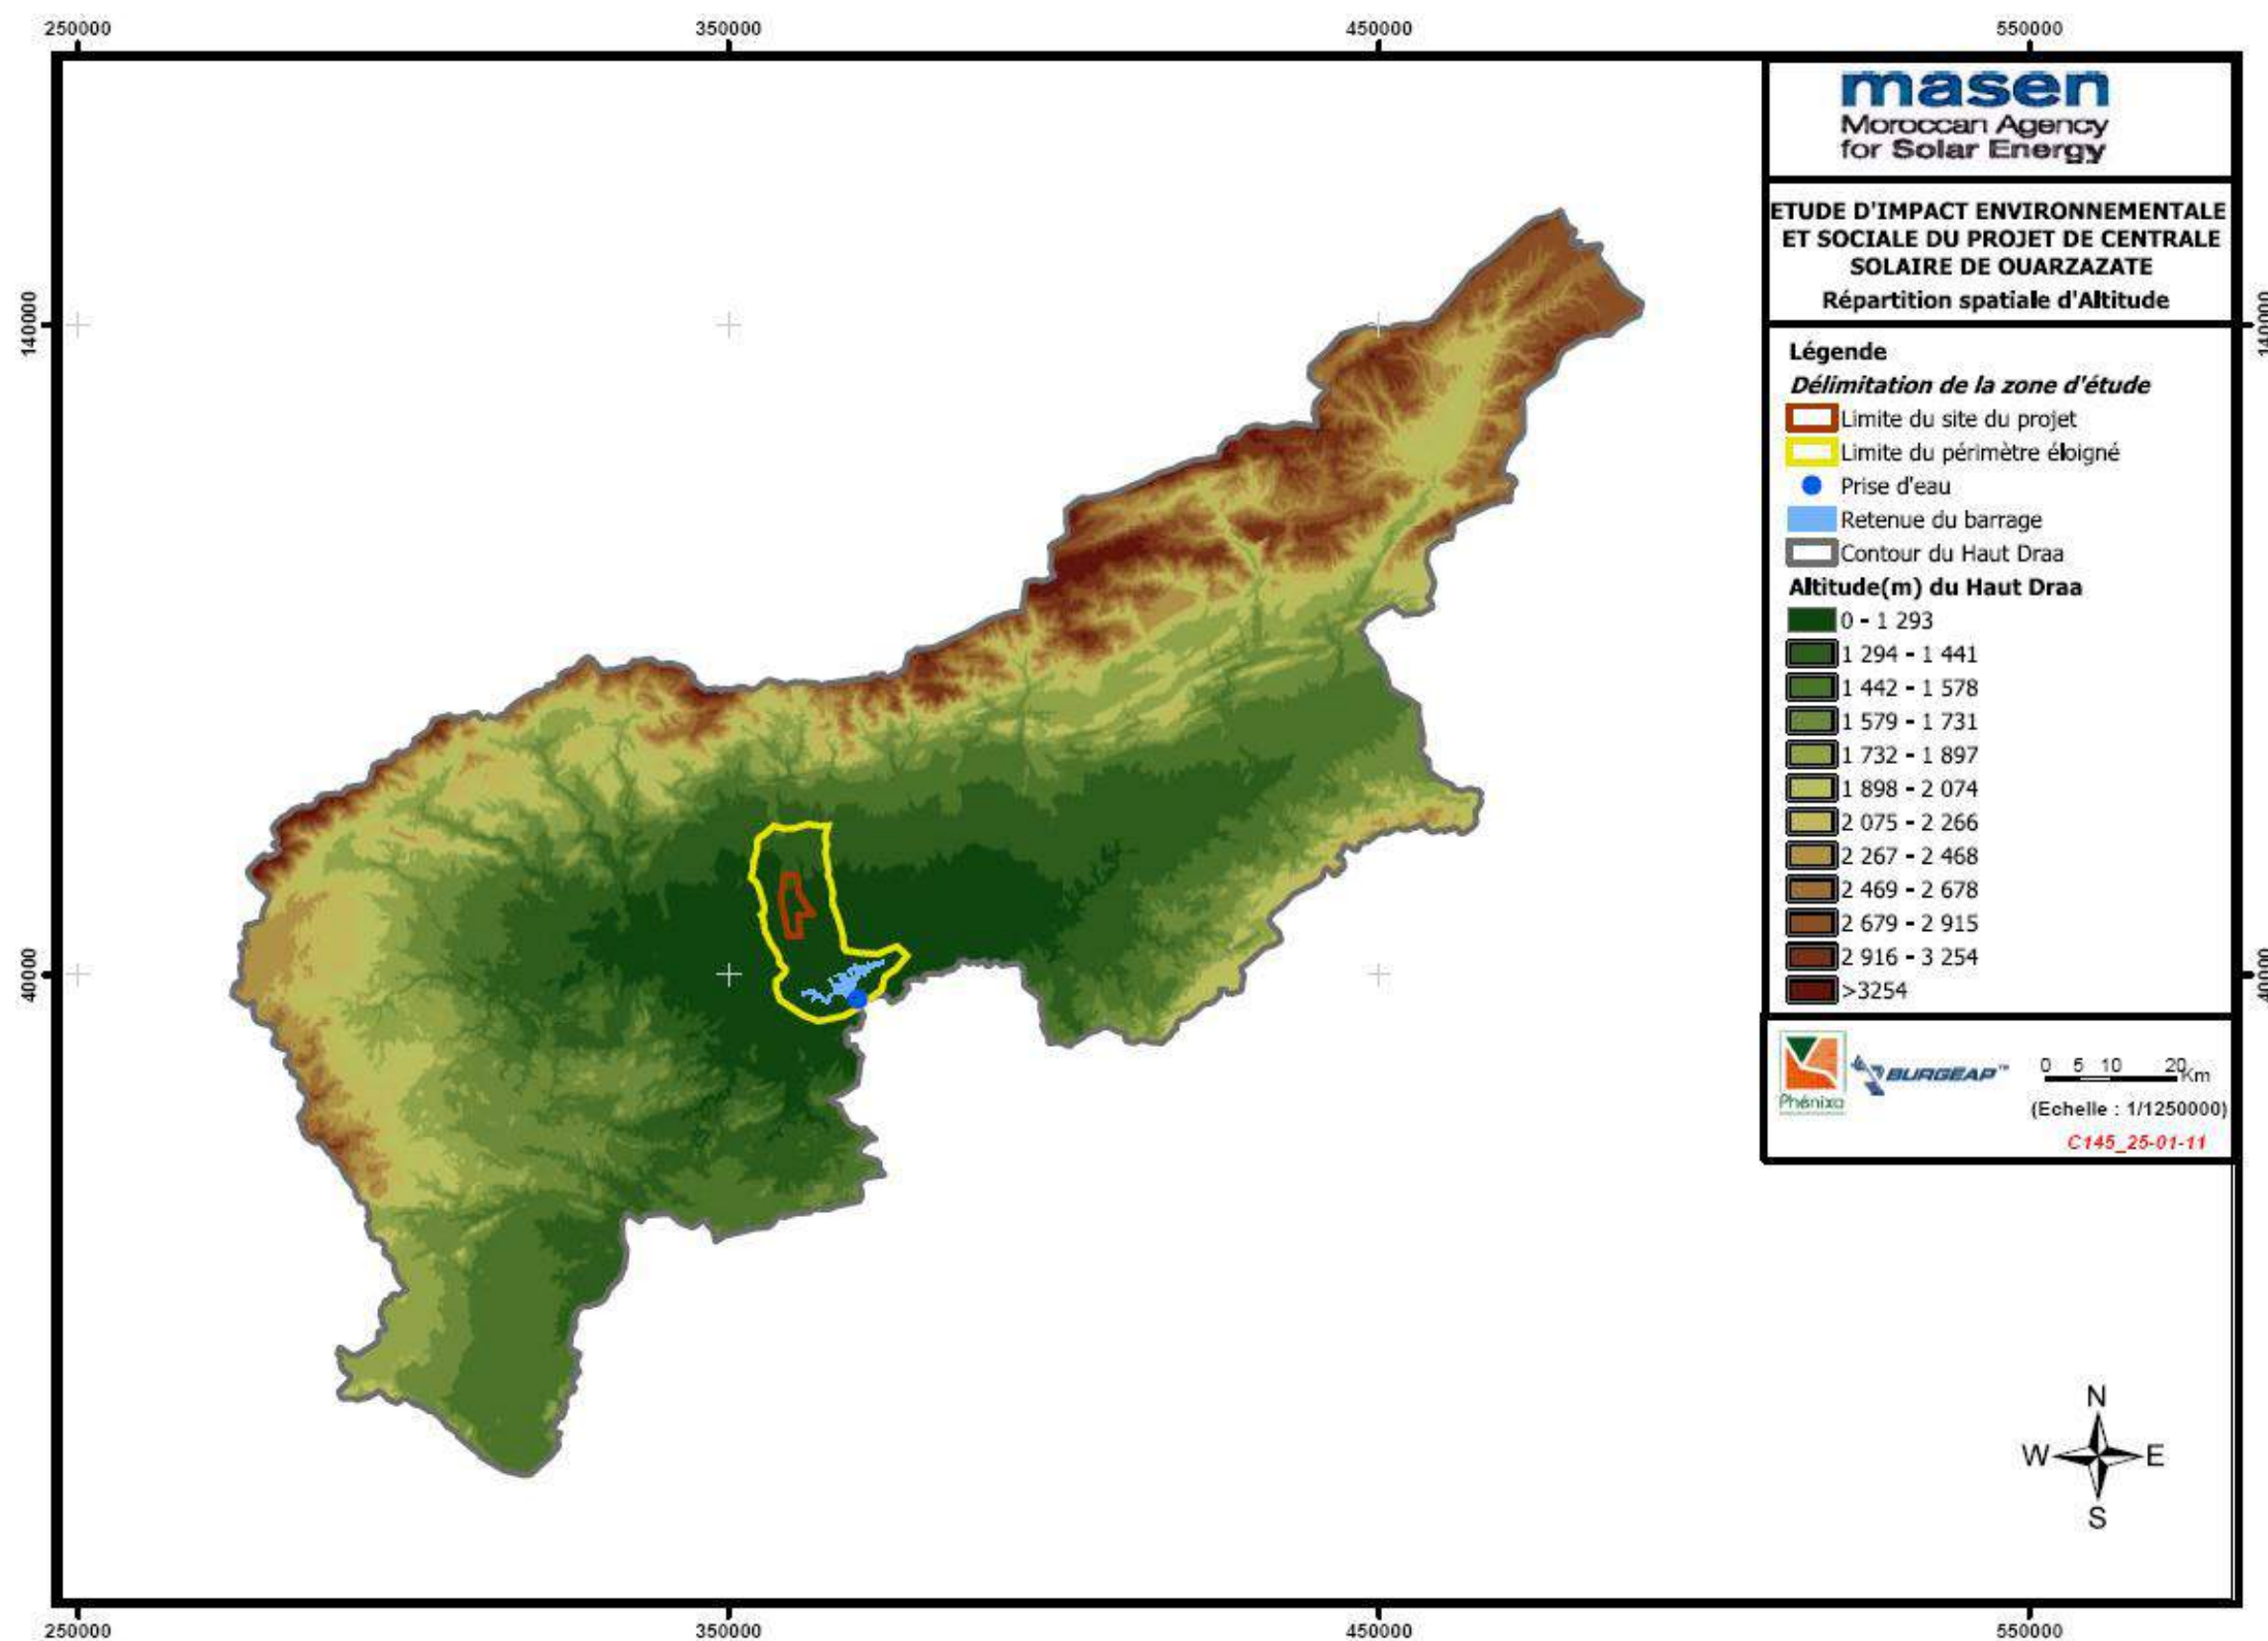 250000
350000
450000
550000
masen
Moroccan Agency
for Solar Energy
ETUDE D'IMPACT ENVIRONNEMENTALE
ET SOCIALE DU PROJET DE CENTRALE
SOLAIRE DE OUARZAZATE
Répartition spatiale d'Altitude
140000
140000
Légende
Délimitation de la zone d'étude
Limite du site du projet
Limite du périmètre éloigné
Prise d'eau
Retenue du barrage
Contour du Haut Draa
Altitude(m) du Haut Draa
0 - 1 293
1 294 - 1 441
1 442 - 1 578
1 579 - 1 731
1 732 - 1 897
1 898 - 2 074
2 075 - 2 266
2 267 - 2 468
2 469 - 2 678
2 679 - 2 915
2 916 - 3 254
>3254
40000
40000
Phénixa
BURGEAP™
0 5 10 20 Km
(Echelle : 1/1250000)
C145_25-01-11
N
W E
S
250000
350000
450000
550000